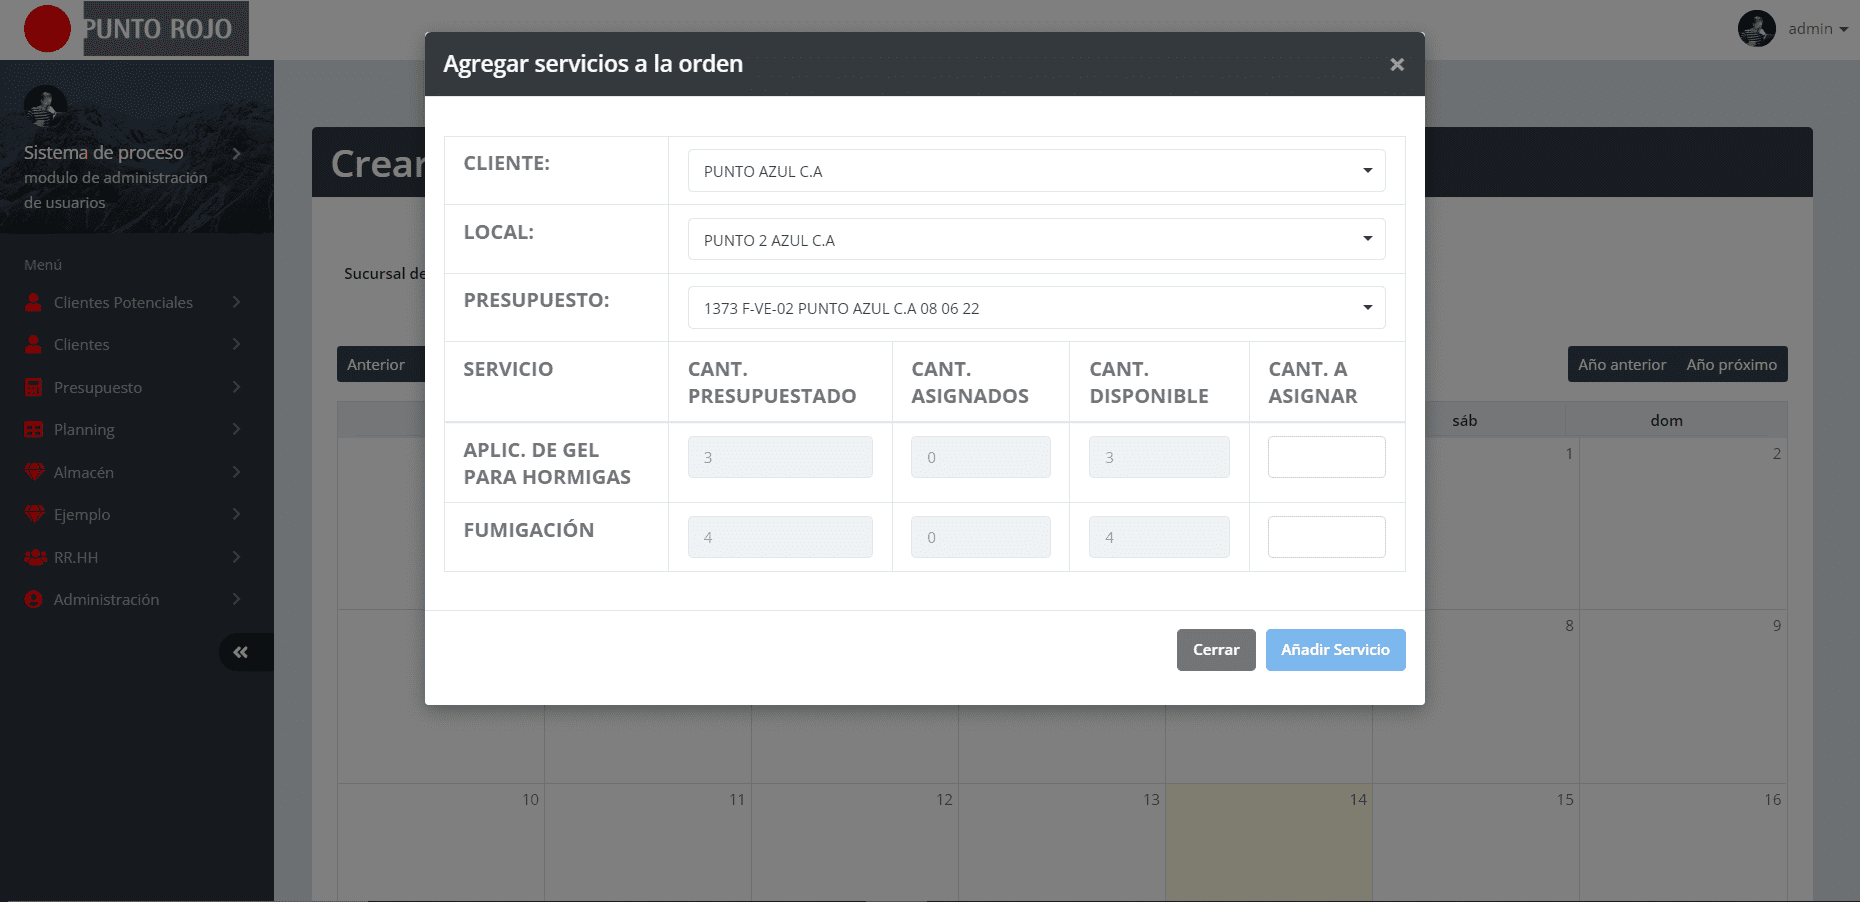 PUNTO ROJO
admin
Sistema de proceso
modulo de administración
de usuarios
Menú
Clientes Potenciales
Clientes
Presupuesto
Planning
Almacén
Ejemplo
RR.HH
Administración
Crear
Sucursal de
Anterior
Año anterior Año próximo
sáb dom
1 2
8 9
10 11 12 13 14 15 16
Agregar servicios a la orden
×
CLIENTE: PUNTO AZUL C.A
LOCAL: PUNTO 2 AZUL C.A
PRESUPUESTO: 1373 F-VE-02 PUNTO AZUL C.A 08 06 22
SERVICIO
CANT.
PRESUPUESTADO
CANT.
ASIGNADOS
CANT.
DISPONIBLE
CANT. A
ASIGNAR
APLIC. DE GEL
PARA HORMIGAS
3 0 3
FUMIGACIÓN 4 0 4
Cerrar Añadir Servicio